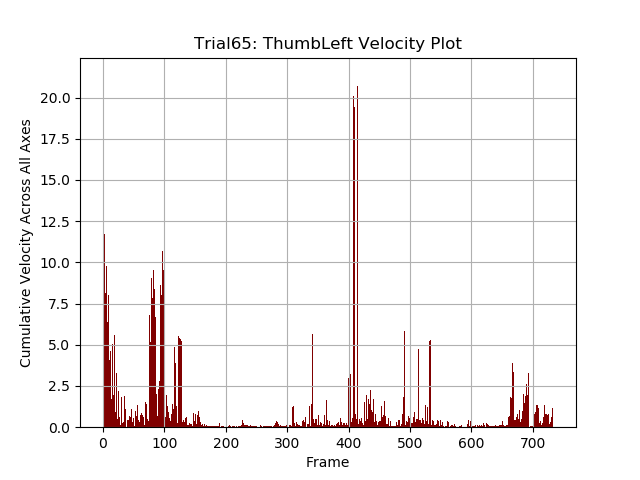 Trial65: ThumbLeft Velocity Plot
Cumulative Velocity Across All Axes
20.0
17.5
15.0
12.5
10.0
7.5
5.0
2.5
0.0
0 100 200 300 400 500 600 700
Frame